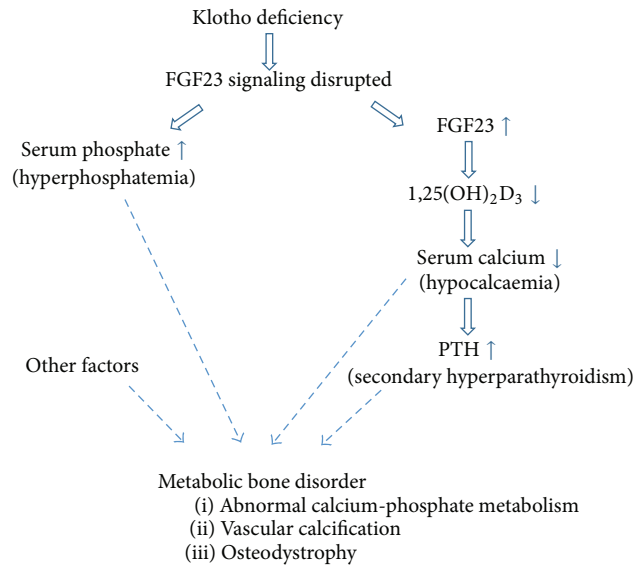 Klotho deficiency
FGF23 signaling disrupted
Serum phosphate ↑
(hyperphosphatemia)
FGF23 ↑
1,25(OH)₂D₃ ↓
Serum calcium ↓
(hypocalcaemia)
PTH ↑
(secondary hyperparathyroidism)
Other factors
Metabolic bone disorder
(i) Abnormal calcium-phosphate metabolism
(ii) Vascular calcification
(iii) Osteodystrophy